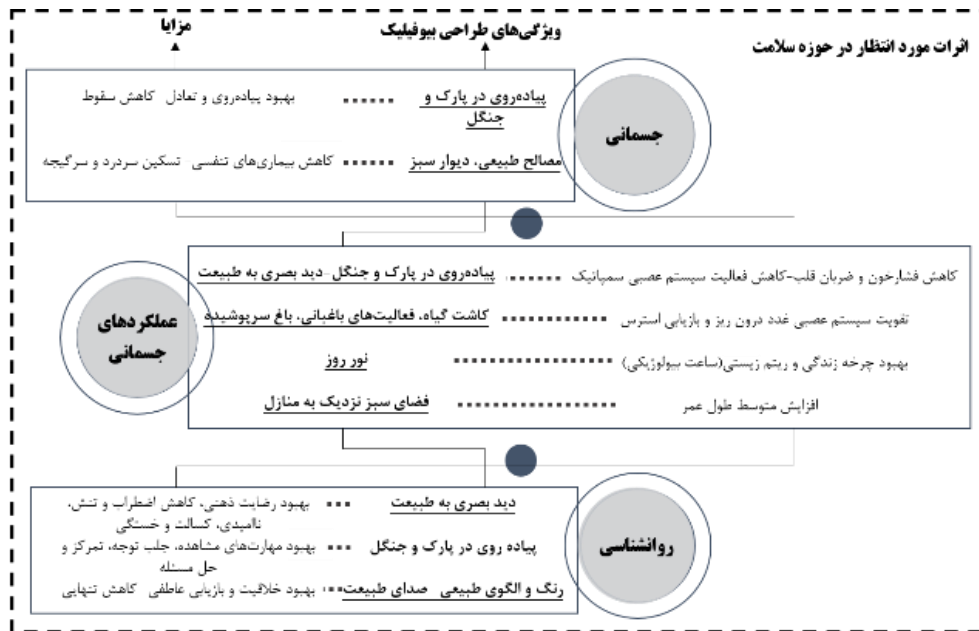 اثرات مورد انتظار در حوزه سلامت
ویژگی‌های طراحی بیوفیلیک
مزایا
جسمانی
پیاده‌روی در پارک و
جنگل
بهبود پیاده‌روی و تعادل کاهش سقوط
مصالح طبیعی، دیوار سبز
کاهش بیماری‌های تنفسی تسکین سردرد و سرگیجه
کاهش فشارخون و ضربان قلب-کاهش فعالیت سیستم عصبی سمپاتیک
پیاده‌روی در پارک و جنگل-دید بصری به طبیعت
تقویت سیستم عصبی غدد درون ریز و بازیابی استرس
کاشت گیاه، فعالیت‌های باغبانی، باغ سرپوشیده
بهبود چرخه زندگی و ریتم زیستی(ساعت بیولوژیکی)
نور روز
افزایش متوسط طول عمر
فضای سبز نزدیک به منازل
عملکردهای
جسمانی
روانشناسی
دید بصری به طبیعت
بهبود رضایت ذهنی، کاهش اضطراب و تنش،
ناامیدی، کسالت و خستگی
پیاده روی در پارک و جنگل
بهبود مهارت‌های مشاهده، جلب توجه، تمرکز و
حل مسئله
رنگ و الگوی طبیعی صدای طبیعت
بهبود خلاقیت و بازیابی عاطفی کاهش تنهایی